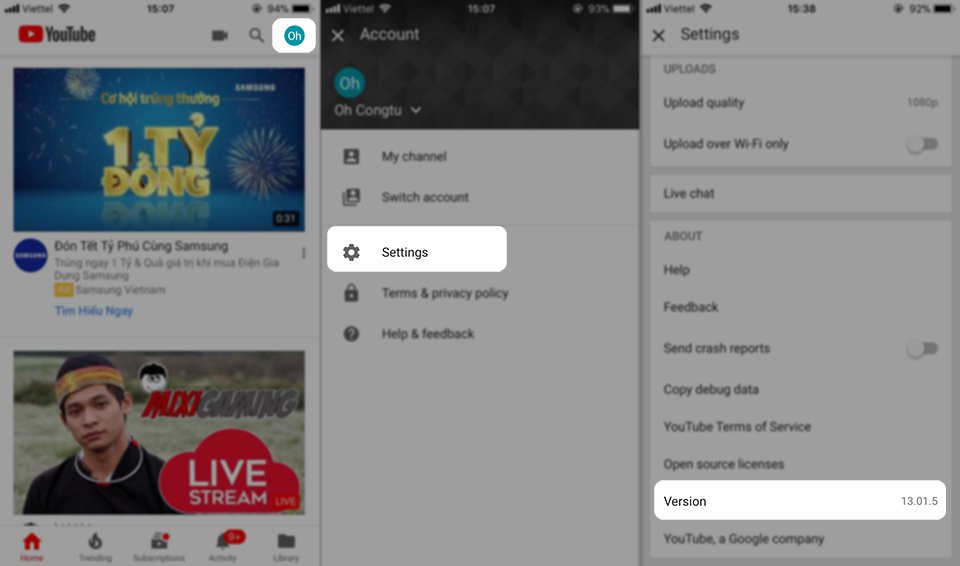 Viettel 15:07 94%
YouTube
Oh
SAMSUNG
Cơ hội trúng thưởng
1 TỶ
ĐỒNG
0:31
SAMSUNG
Đón Tết Tỷ Phú Cùng Samsung
Trúng ngay 1 Tỷ & Quà giá trị khi mua Điện Gia
Dụng Samsung
Ad Samsung Vietnam
Tìm Hiểu Ngay
MIXIGAMING
LIVE
STREAM
LIVE
9+
Home Trending Subscriptions Activity Library
Viettel 15:07 93%
Account
Oh
Oh Congtu
My channel
Switch account
Settings
Terms & privacy policy
Help & feedback
Viettel 15:38 92%
Settings
UPLOADS
Upload quality 1080p
Upload over Wi-Fi only
Live chat
ABOUT
Help
Feedback
Send crash reports
Copy debug data
YouTube Terms of Service
Open source licenses
Version 13.01.5
YouTube, a Google company